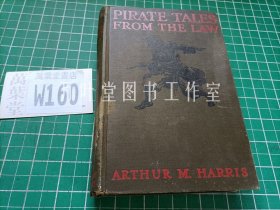 PIRATE TALES
FROM THE LAW
W160
堂图书工作室
ARTHUR M. HARRIS